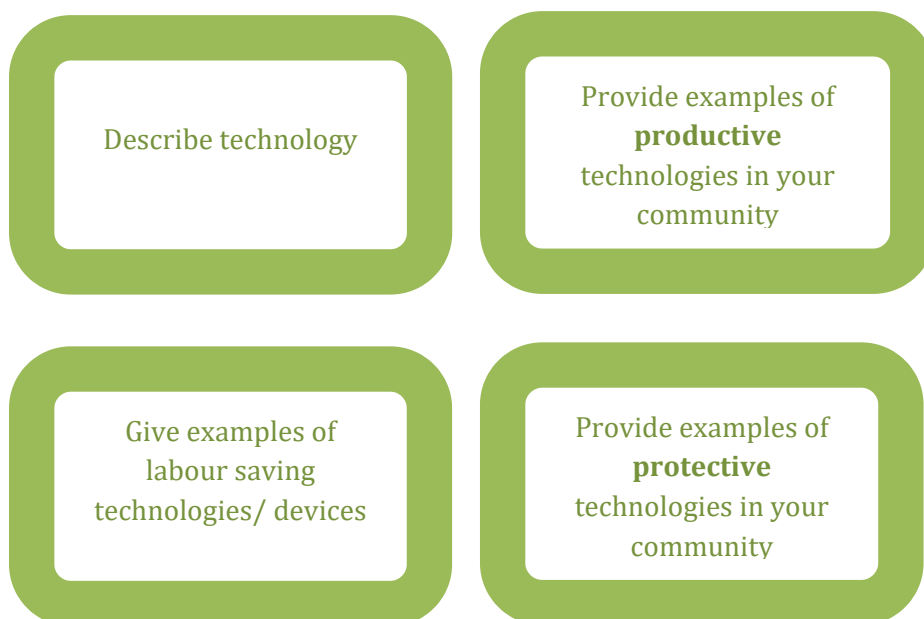 Describe technology
Provide examples of
productive
technologies in your
community
Give examples of
labour saving
technologies/ devices
Provide examples of
protective
technologies in your
community